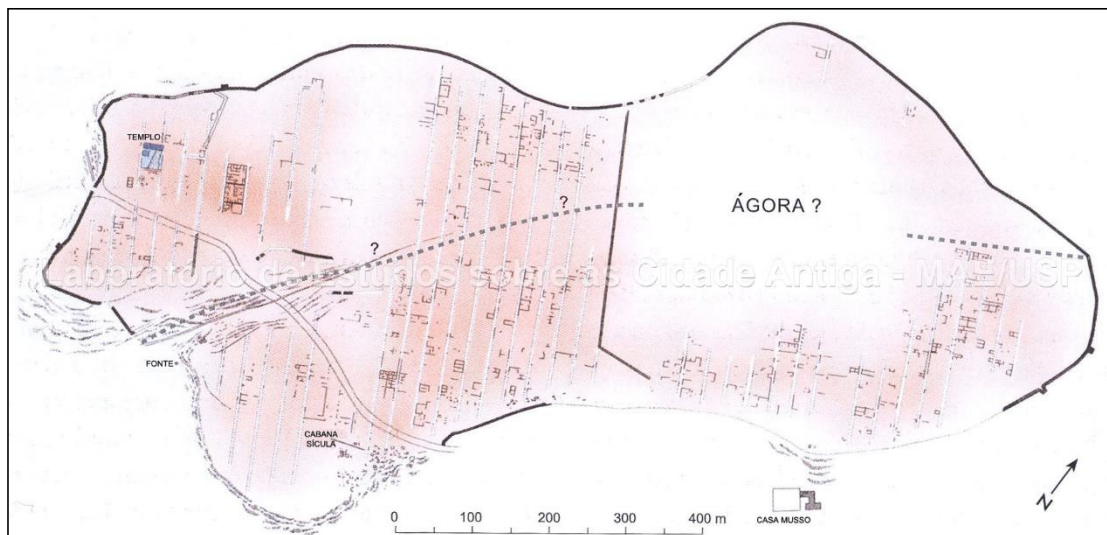 TEMPLO
?
ÁGORA ?
?
© Laboratório de Estudos sobre as Cidade Antiga - MAE/USP
FONTE
CABANA
SÍCULA
N
0 100 200 300 400 m
CASA MUSSO